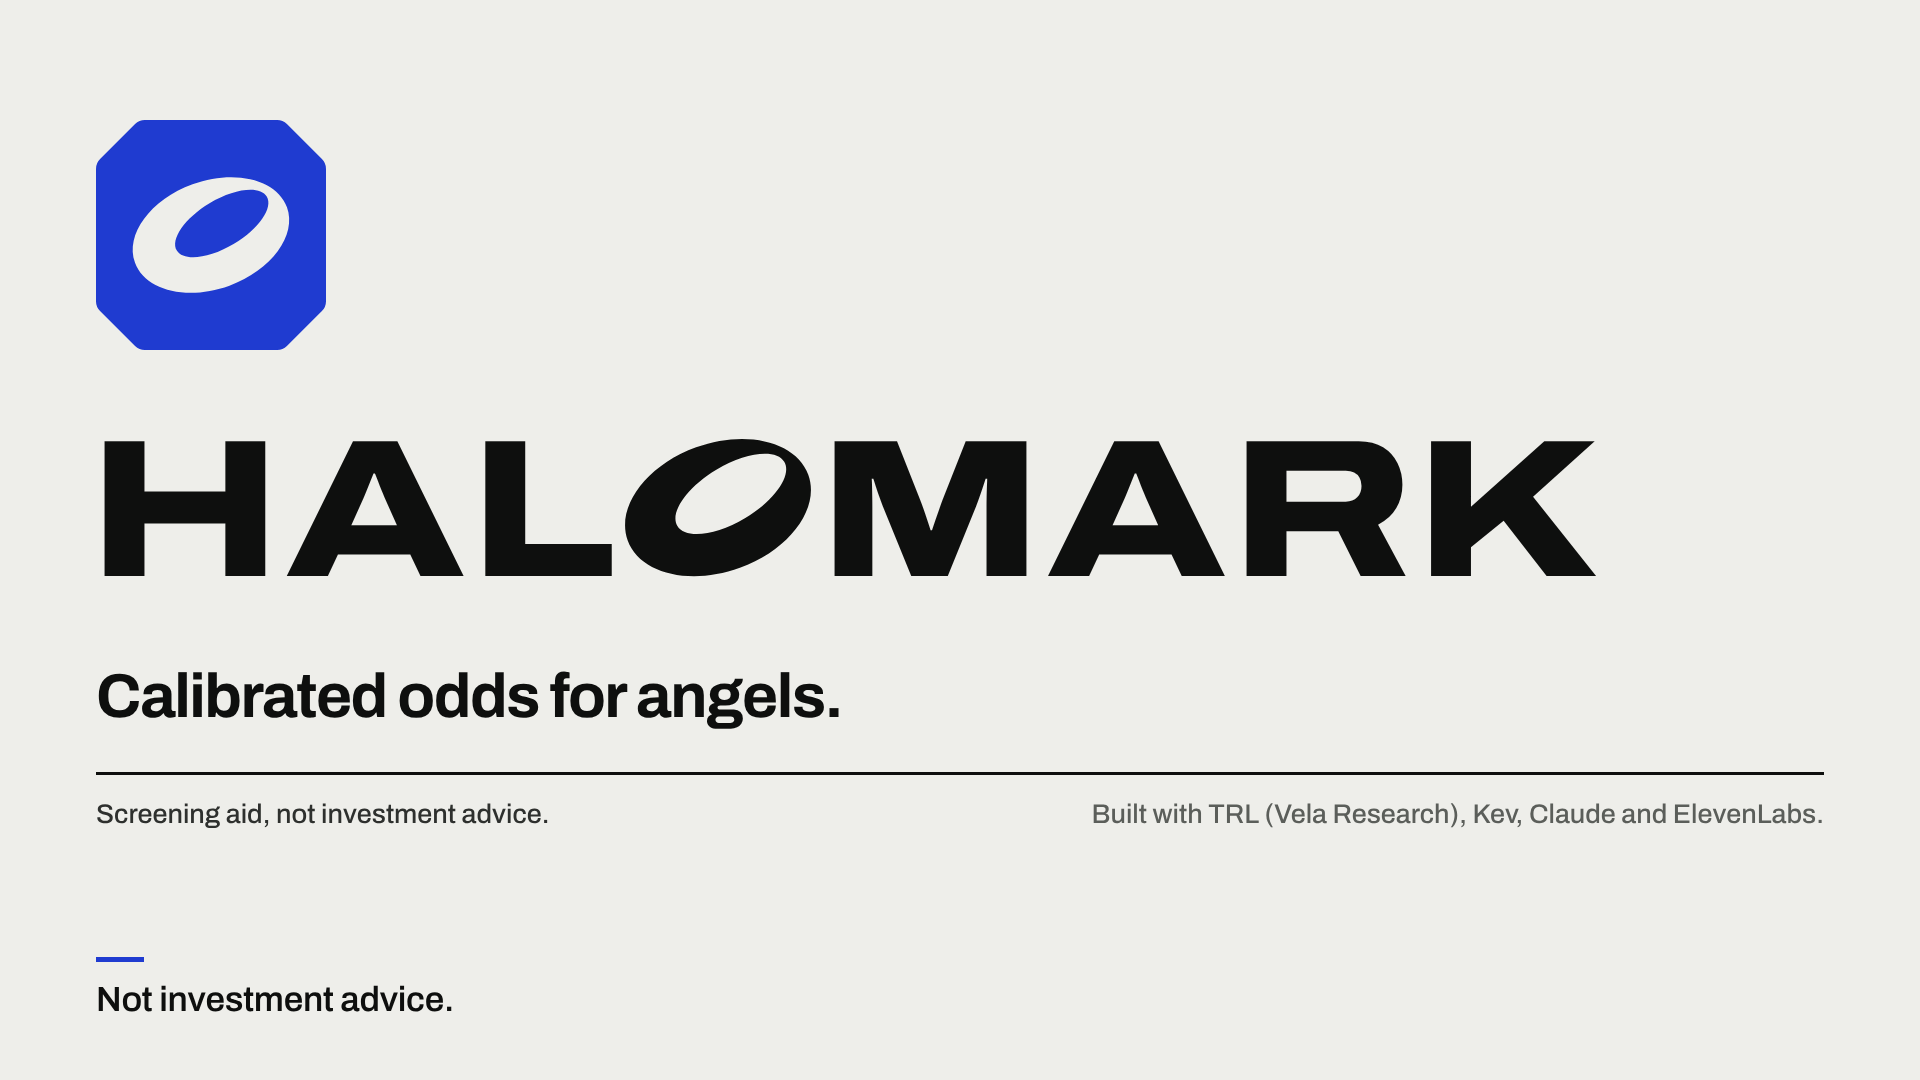 HALOMARK
Calibrated odds for angels.
Screening aid, not investment advice.
Built with TRL (Vela Research), Kev, Claude and ElevenLabs.
Not investment advice.